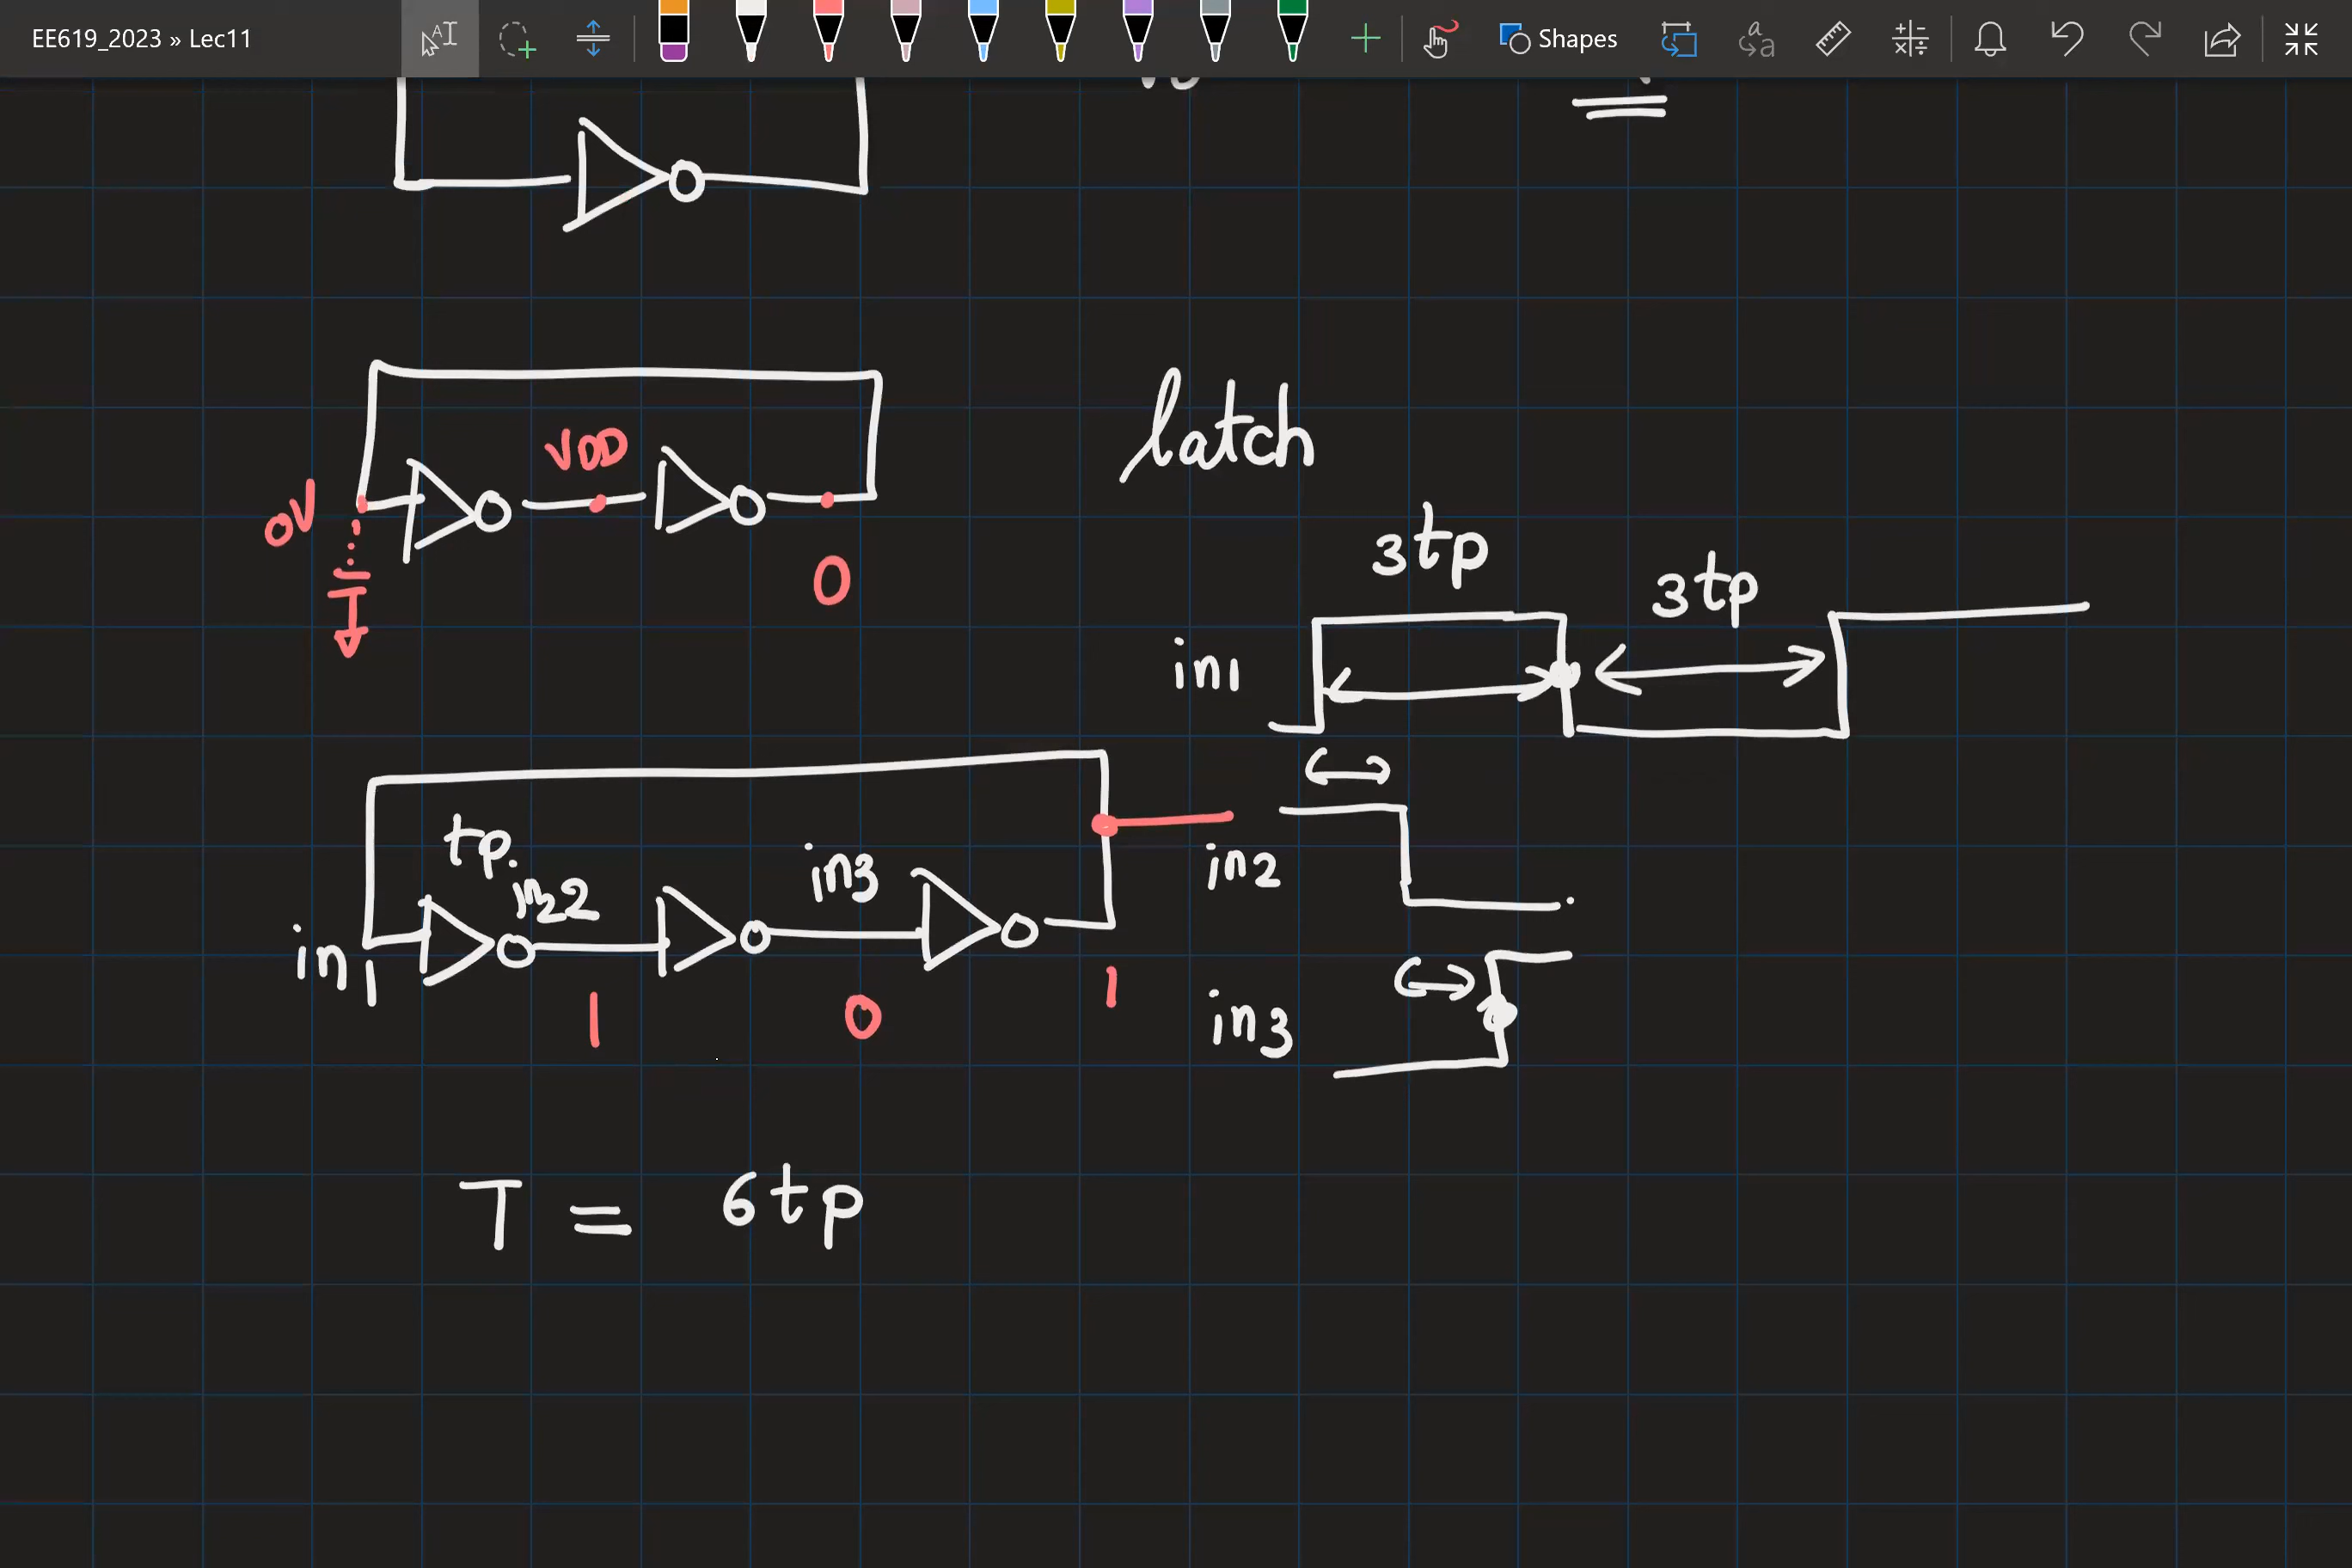 EE619_2023 » Lec11
Shapes
latch
VDD
0V
0
3tp
3tp
in1
tp
in2
in3
in1
1
0
1
in2
in3
T = 6tp